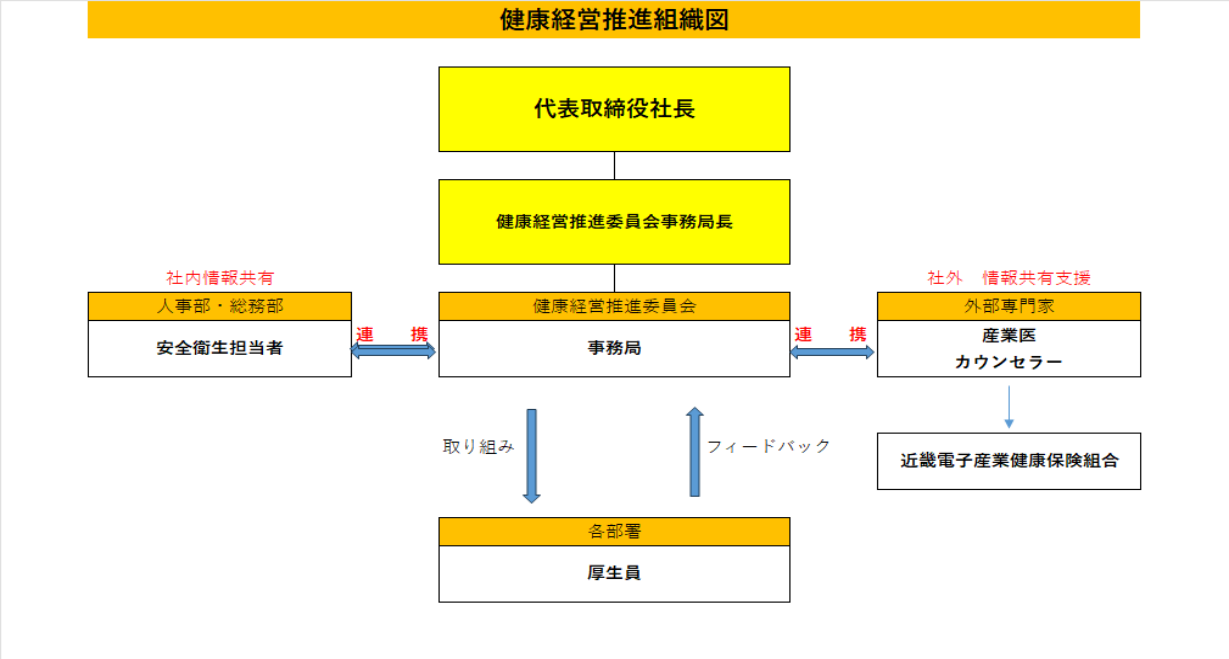 健康経営推進組織図
代表取締役社長
健康経営推進委員会事務局長
社内情報共有
人事部・総務部
安全衛生担当者
連　携
健康経営推進委員会
事務局
連　携
社外　情報共有支援
外部専門家
産業医
カウンセラー
近畿電子産業健康保険組合
取り組み
フィードバック
各部署
厚生員